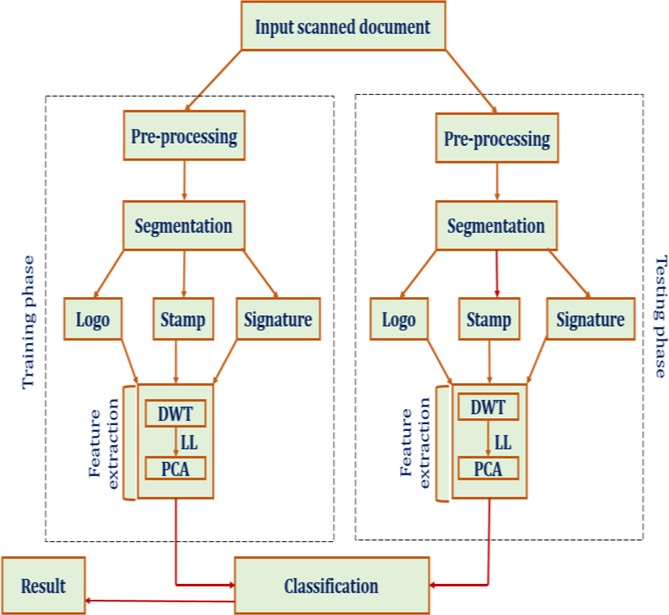 Input scanned document
Training phase
Pre-processing
Segmentation
Logo
Stamp
Signature
Feature
extraction
DWT
LL
PCA
Testing phase
Pre-processing
Segmentation
Logo
Stamp
Signature
Feature
extraction
DWT
LL
PCA
Result
Classification